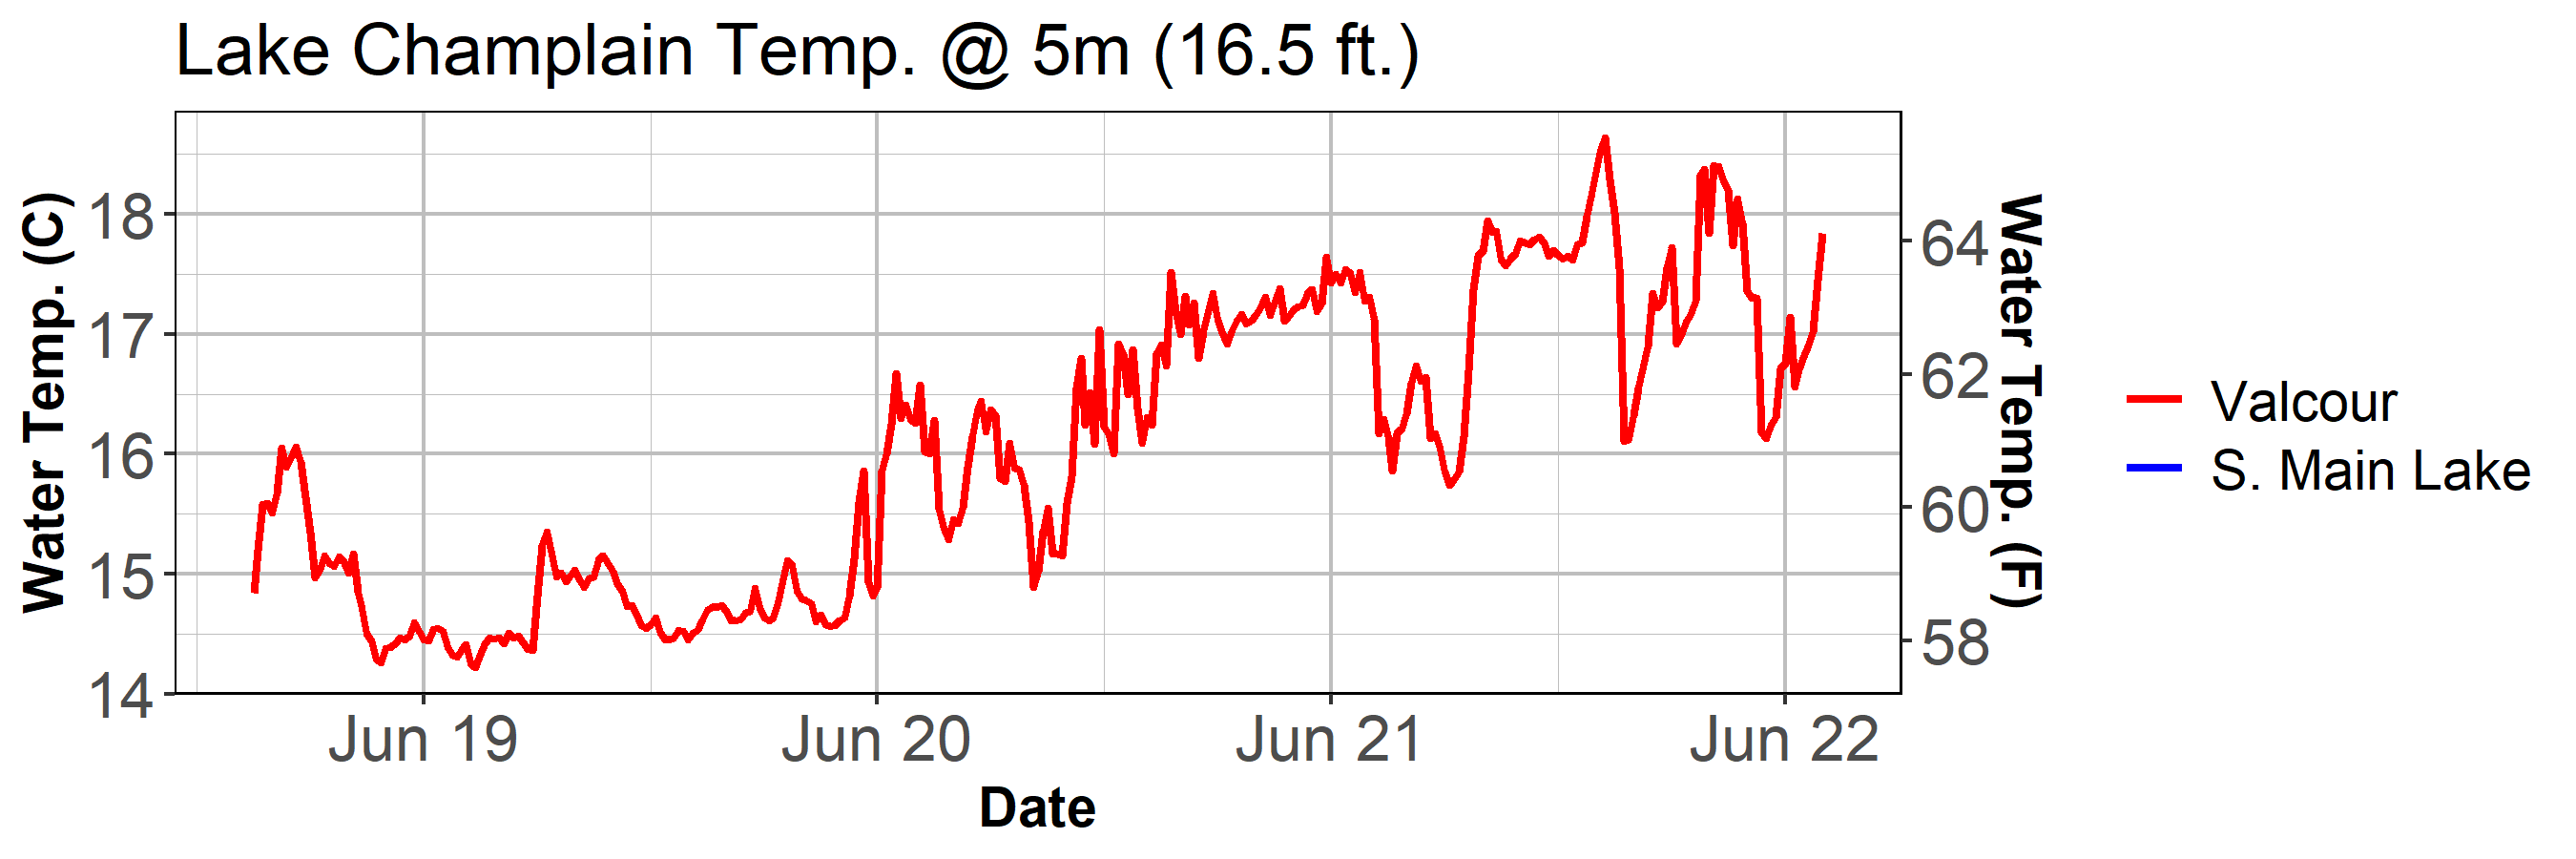 Lake Champlain Temp. @ 5m (16.5 ft.)
Water Temp. (C)
18
17
16
15
14
64
62
60
58
Water Temp. (F)
Jun 19
Jun 20
Jun 21
Jun 22
Date
Valcour
S. Main Lake